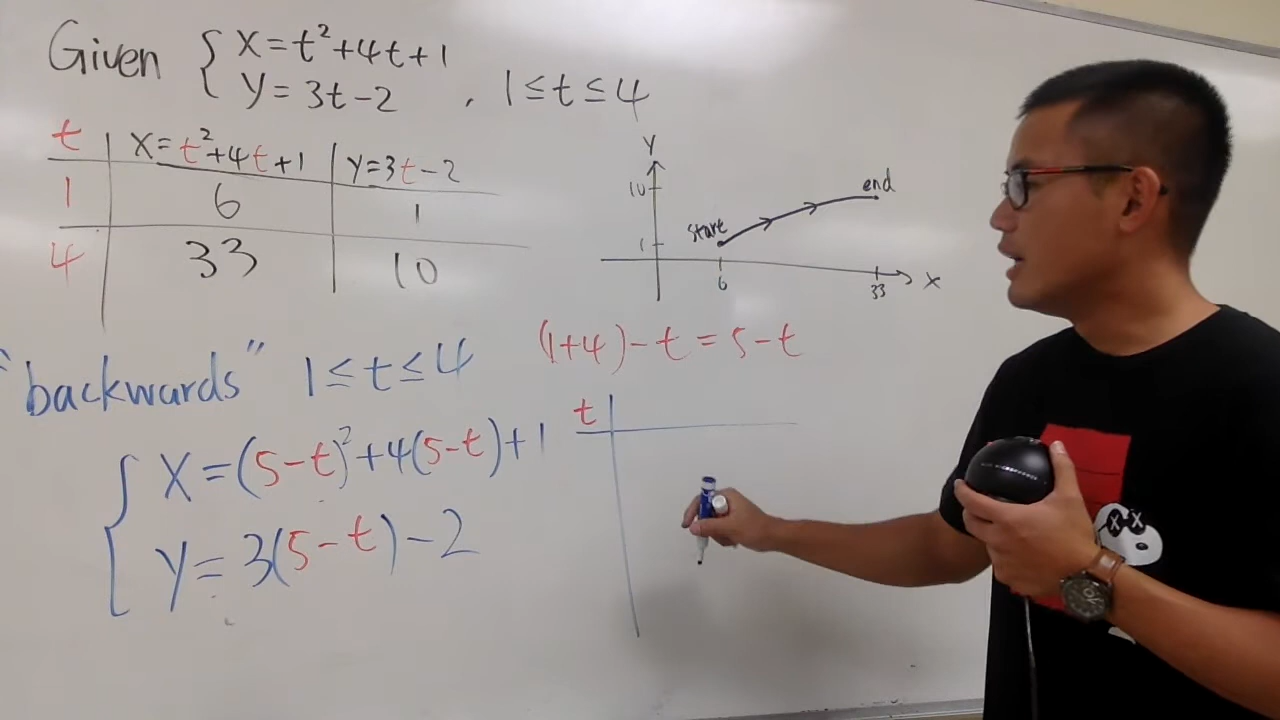 Given { x = t² + 4t + 1
y = 3t - 2 , 1 ≤ t ≤ 4
t | x = t² + 4t + 1 | y = 3t - 2
1 | 6 | 1
4 | 33 | 10
y
10
end
start
1
6
33
x
"backwards" 1 ≤ t ≤ 4
(1+4) - t = 5 - t
{ x = (5-t)² + 4(5-t) + 1
y = 3(5-t) - 2
t